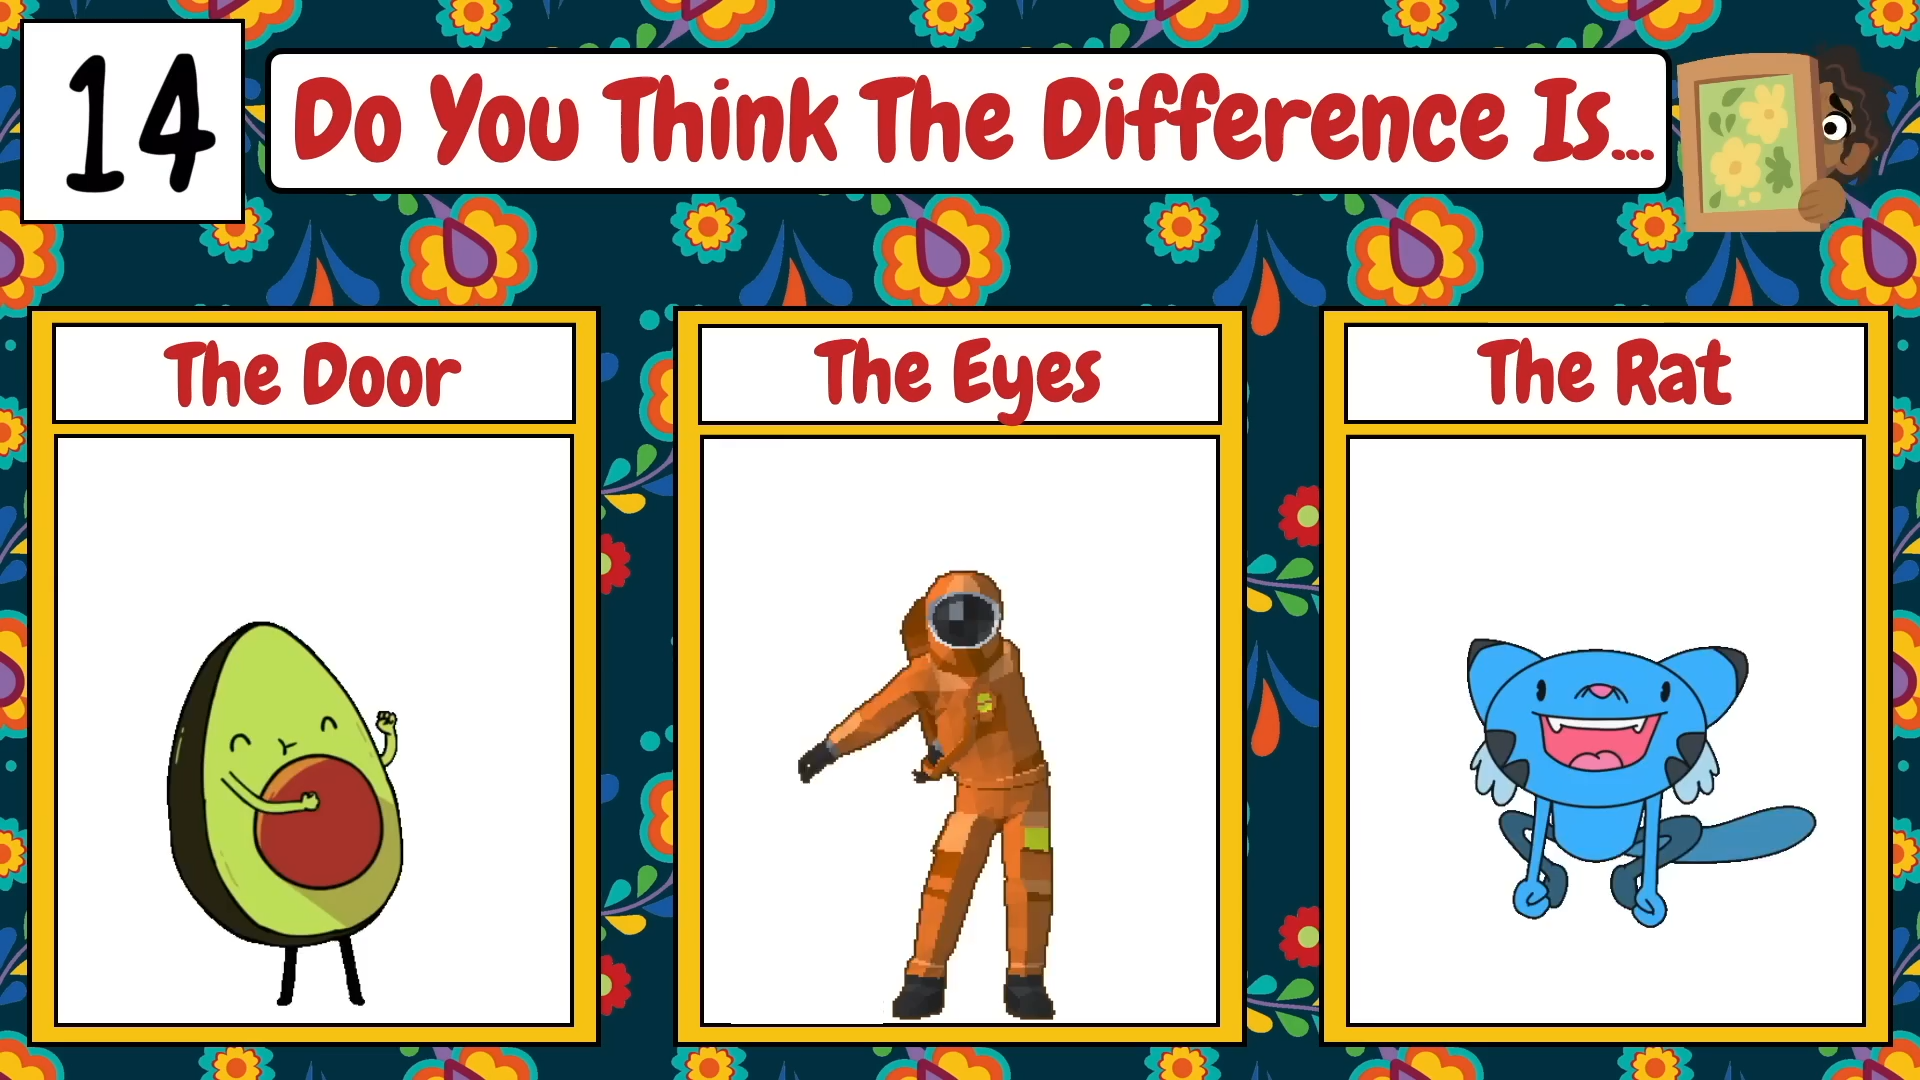 14
Do You Think The Difference Is...
The Door
The Eyes
The Rat